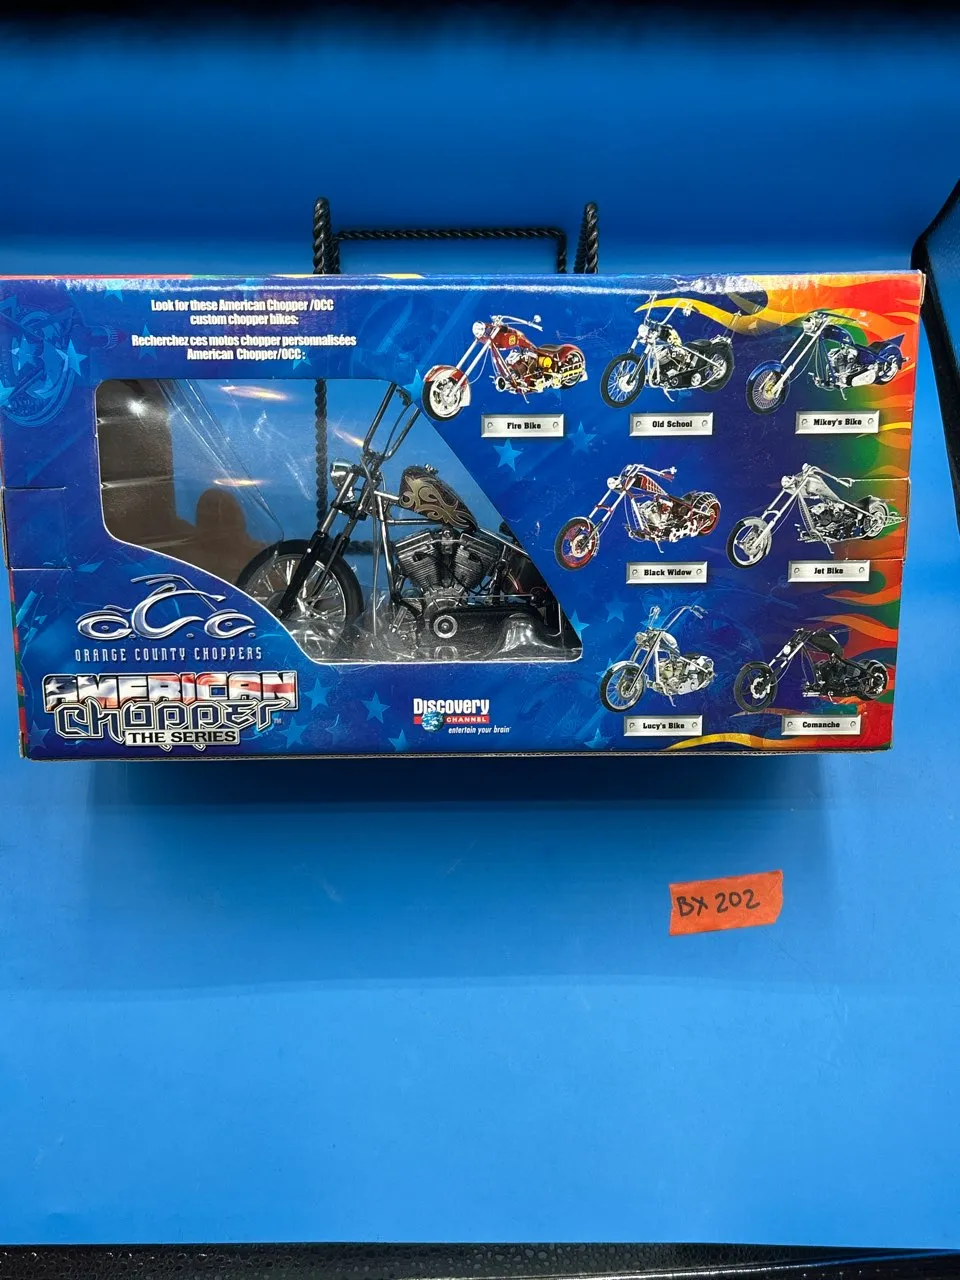 Look for these American Chopper /OCC
custom chopper bikes:
Recherchez ces motos chopper personnalisées
American Chopper/OCC :
Fire Bike
Old School
Mikey's Bike
Black Widow
Jet Bike
Lucy's Bike
Comanche
O.C.C.
ORANGE COUNTY CHOPPERS
AMERICAN
CHOPPER™
THE SERIES
Discovery
CHANNEL
entertain your brain
BX 202